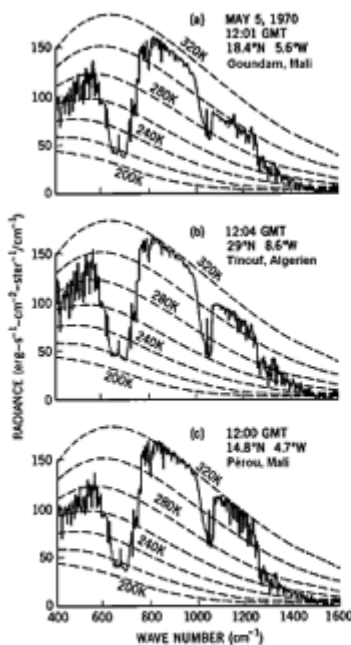 (a) MAY 5, 1970
12:01 GMT
18.4°N 5.6°W
Goundam, Mali
150
100
50
0
320K
280K
240K
200K
(b) 12:04 GMT
29°N 8.6°W
Tinouf, Algerien
150
100
50
0
320K
280K
240K
200K
RADIANCE (erg-s⁻¹-cm⁻²-ster⁻¹/cm⁻¹)
(c) 12:00 GMT
14.8°N 4.7°W
Pèrou, Mali
150
100
50
0
320K
280K
240K
200K
400 600 800 1000 1200 1400 1600
WAVE NUMBER (cm⁻¹)